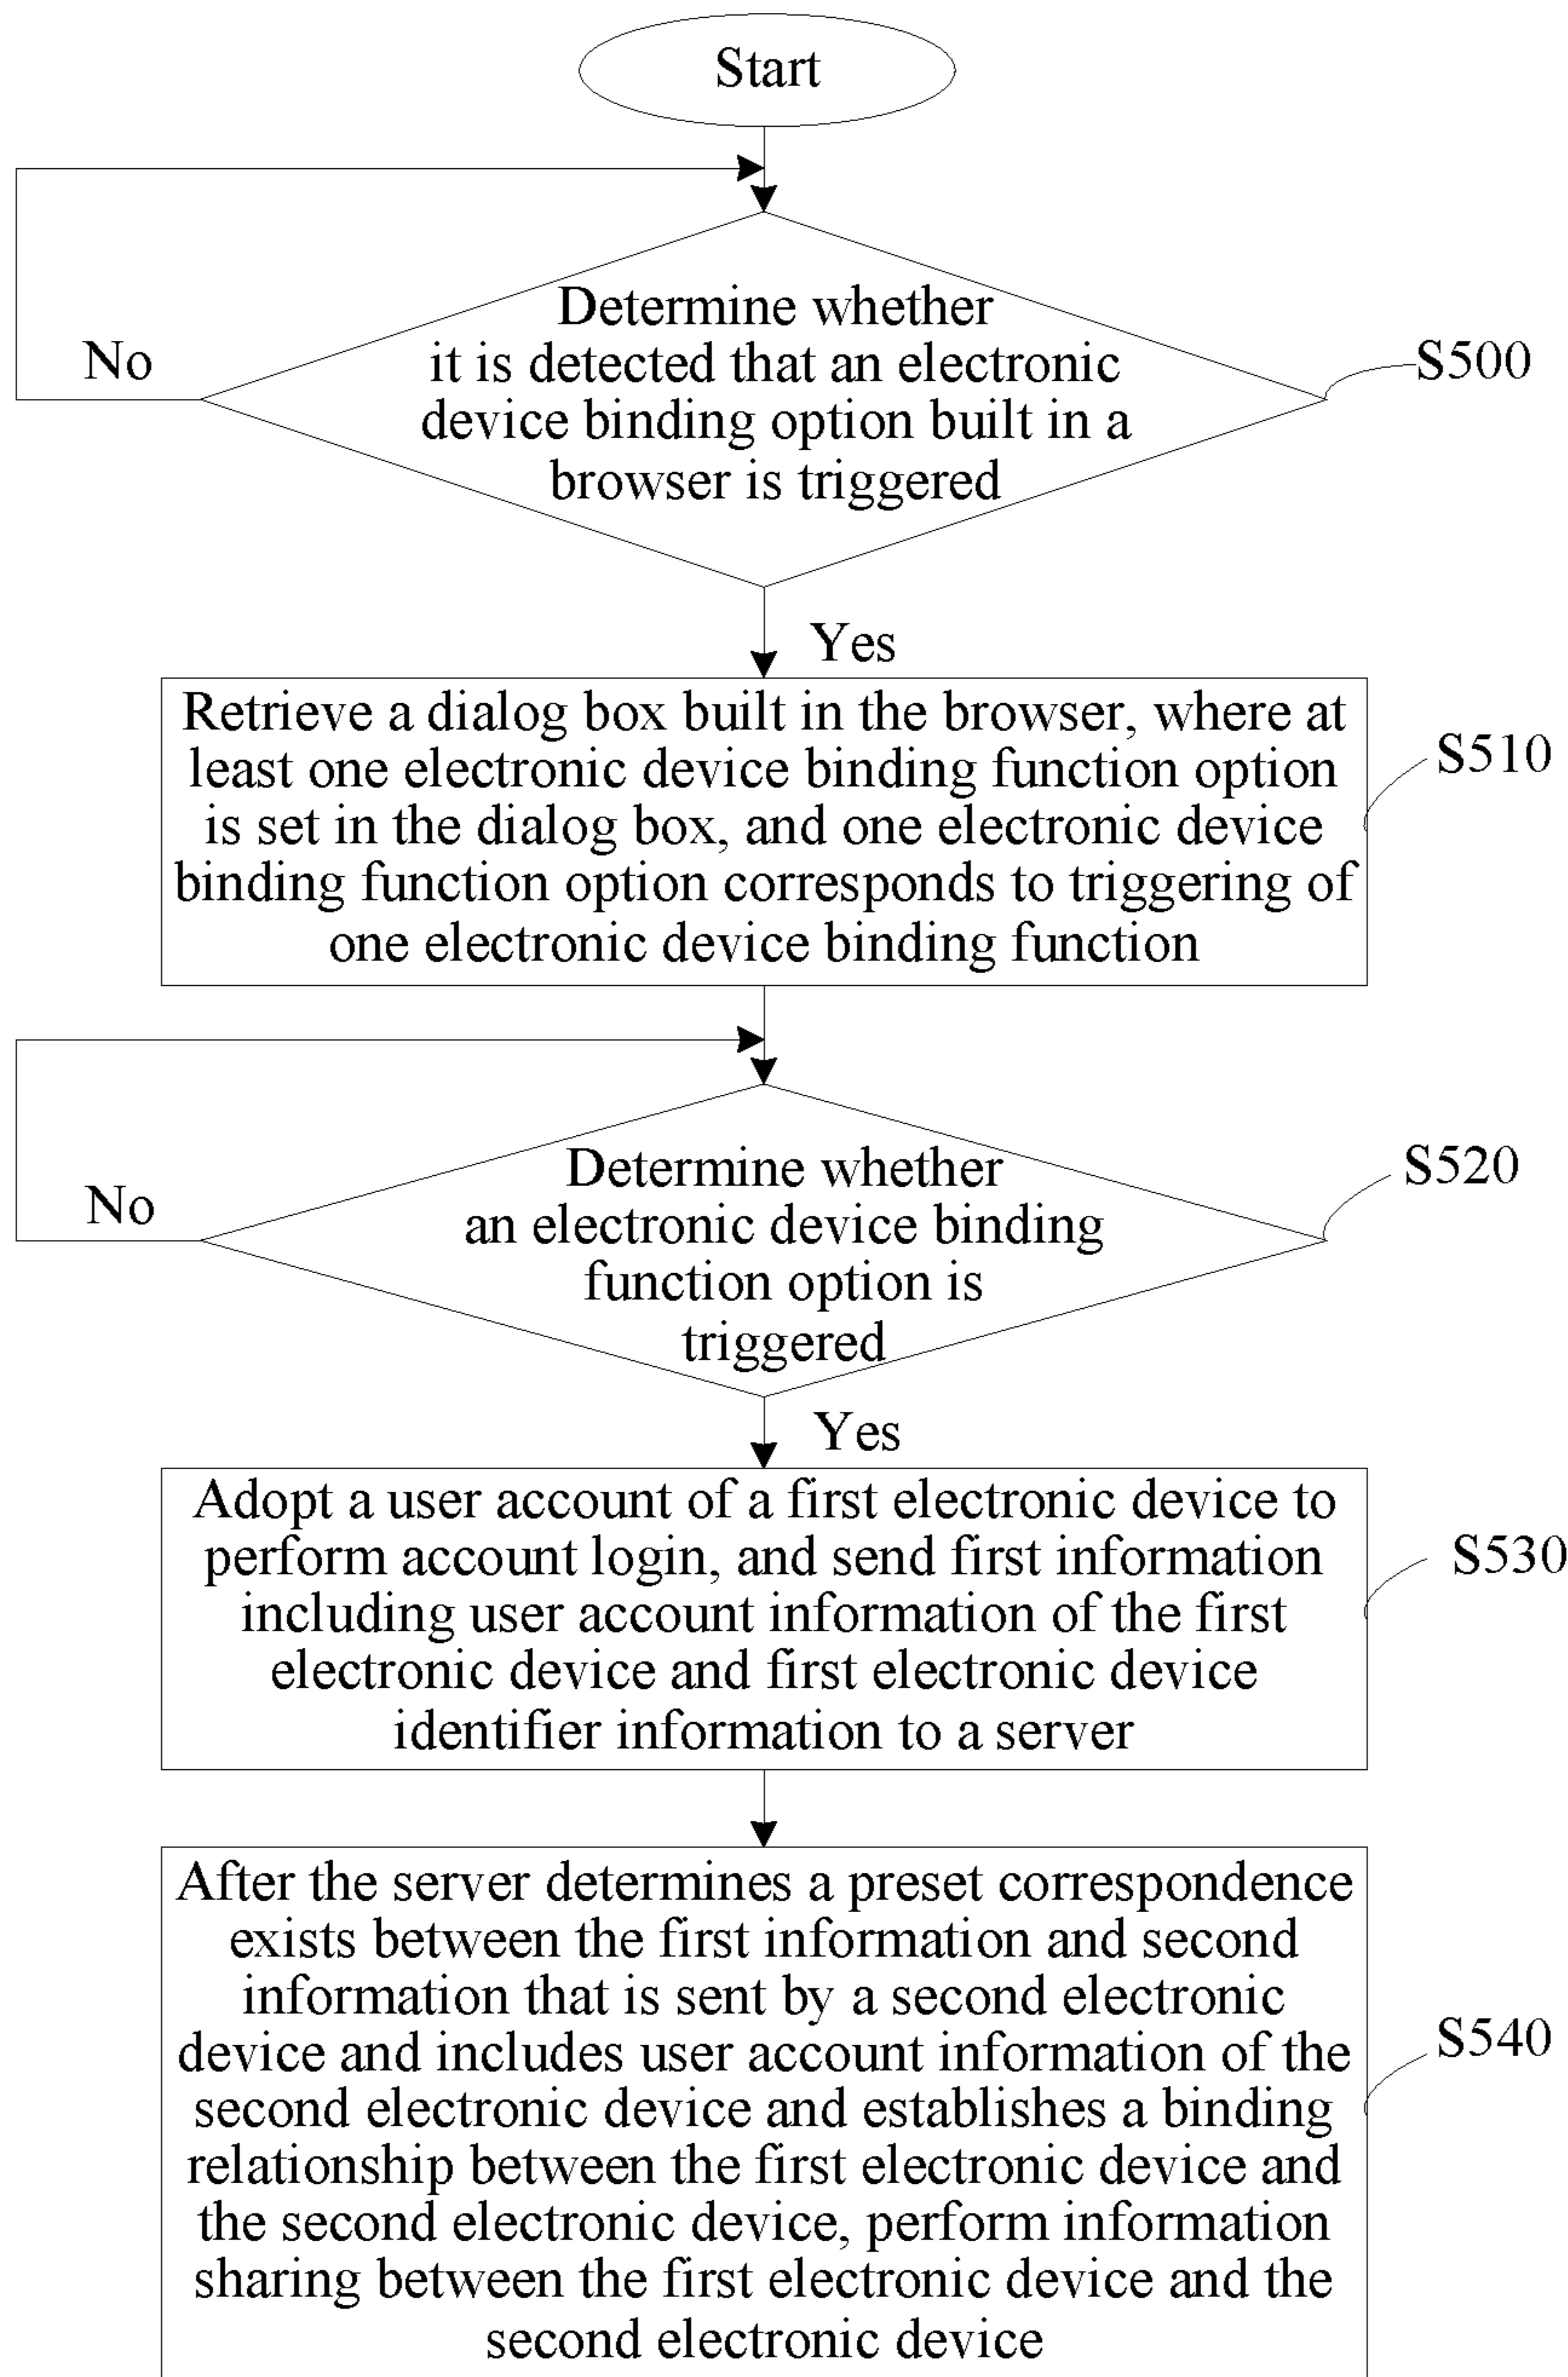 Start
Determine whether
it is detected that an electronic
device binding option built in a
browser is triggered
No
S500
Yes
Retrieve a dialog box built in the browser, where at
least one electronic device binding function option
is set in the dialog box, and one electronic device
binding function option corresponds to triggering of
one electronic device binding function
S510
Determine whether
an electronic device binding
function option is
triggered
No
S520
Yes
Adopt a user account of a first electronic device to
perform account login, and send first information
including user account information of the first
electronic device and first electronic device
identifier information to a server
S530
After the server determines a preset correspondence
exists between the first information and second
information that is sent by a second electronic
device and includes user account information of the
second electronic device and establishes a binding
relationship between the first electronic device and
the second electronic device, perform information
sharing between the first electronic device and the
second electronic device
S540